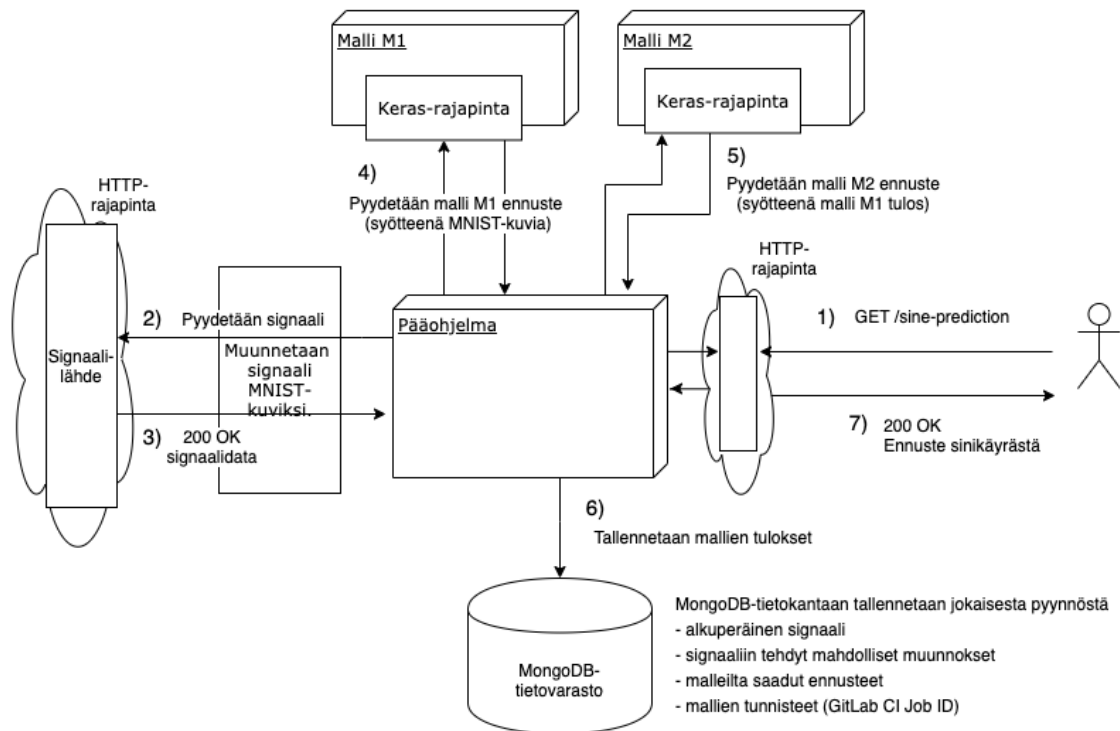 Malli M1
Keras-rajapinta
Malli M2
Keras-rajapinta
4)
Pyydetään malli M1 ennuste
(syötteenä MNIST-kuvia)
5)
Pyydetään malli M2 ennuste
(syötteenä malli M1 tulos)
HTTP-
rajapinta
HTTP-
rajapinta
Signaali-
lähde
2)
Pyydetään signaali
Muunnetaan
signaali
MNIST-
kuviksi.
3)
200 OK
signaalidata
Pääohjelma
1)
GET /sine-prediction
7)
200 OK
Ennuste sinikäyrästä
6)
Tallennetaan mallien tulokset
MongoDB-
tietovarasto
MongoDB-tietokantaan tallennetaan jokaisesta pyynnöstä
- alkuperäinen signaali
- signaaliin tehdyt mahdolliset muunnokset
- malleilta saadut ennusteet
- mallien tunnisteet (GitLab CI Job ID)